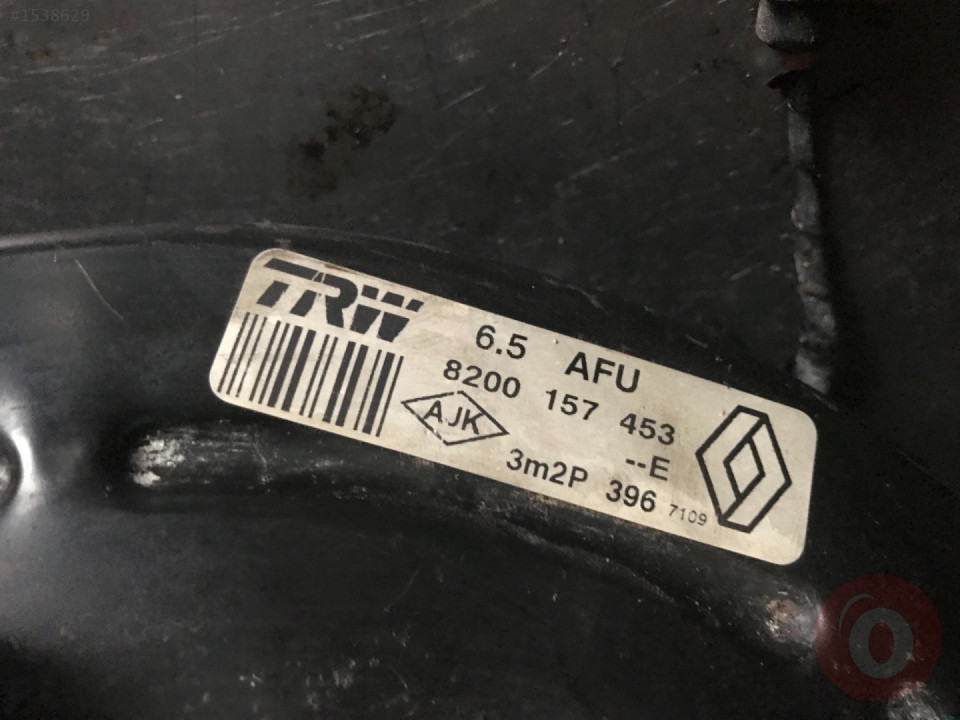 #1538629
TRW
6.5 AFU
8200 157 453
AJK
--E
3m2P 396 7109
O